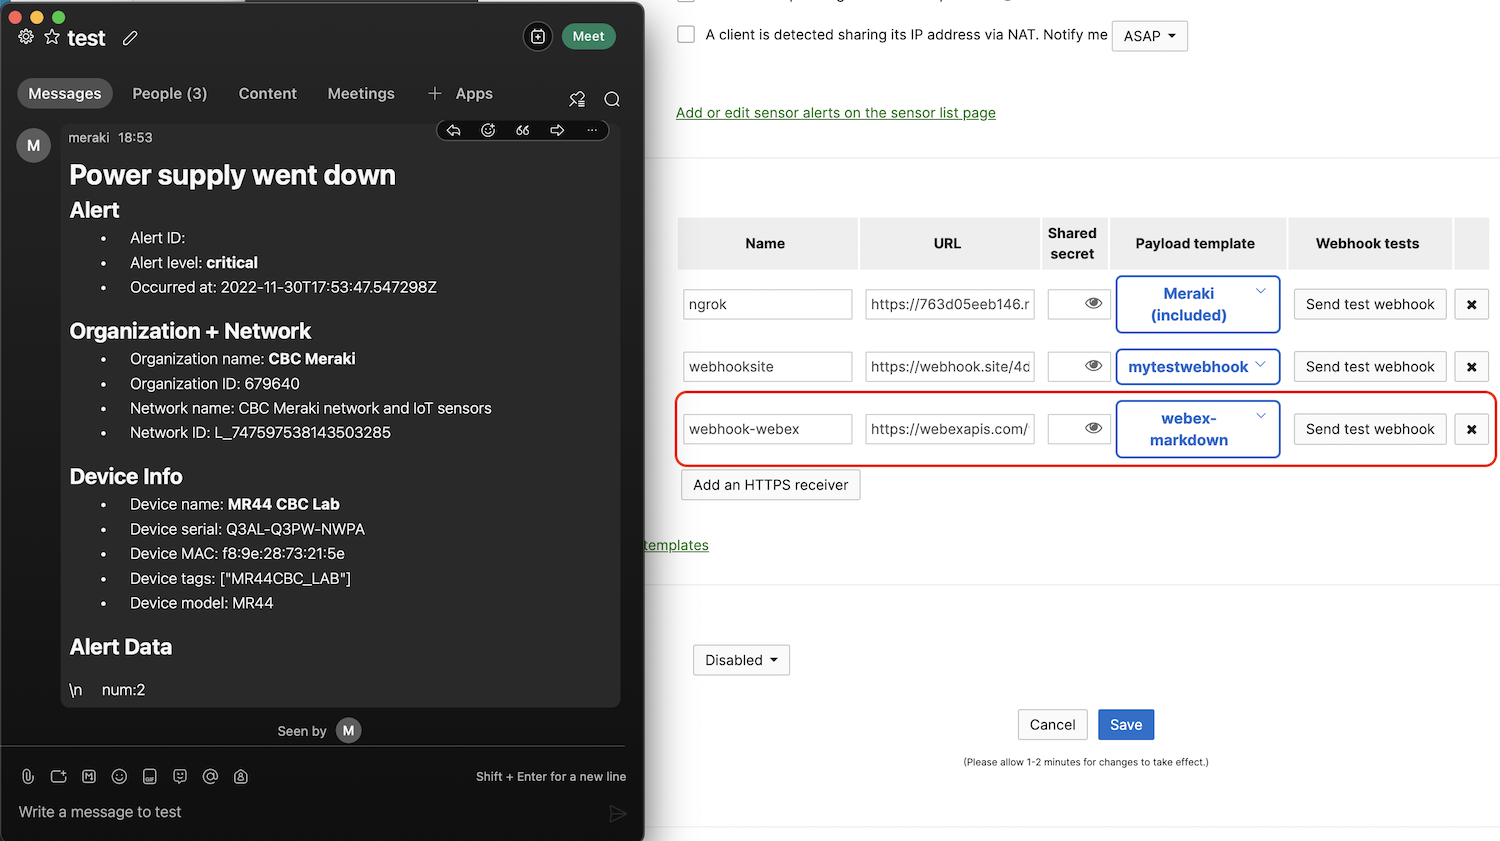 test
Meet
Messages
People (3)
Content
Meetings
Apps
M
meraki 18:53
Power supply went down
Alert
• Alert ID:
• Alert level: critical
• Occurred at: 2022-11-30T17:53:47.547298Z
Organization + Network
• Organization name: CBC Meraki
• Organization ID: 679640
• Network name: CBC Meraki network and IoT sensors
• Network ID: L_747597538143503285
Device Info
• Device name: MR44 CBC Lab
• Device serial: Q3AL-Q3PW-NWPA
• Device MAC: f8:9e:28:73:21:5e
• Device tags: ["MR44CBC_LAB"]
• Device model: MR44
Alert Data
\n num:2
Seen by M
Shift + Enter for a new line
Write a message to test
A client is detected sharing its IP address via NAT. Notify me ASAP
Add or edit sensor alerts on the sensor list page
Name
URL
Shared
secret
Payload template
Webhook tests
ngrok
https://763d05eeb146.r
Meraki
(included)
Send test webhook
webhooksite
https://webhook.site/4d
mytestwebhook
Send test webhook
webhook-webex
https://webexapis.com/
webex-
markdown
Send test webhook
Add an HTTPS receiver
templates
Disabled
Cancel
Save
(Please allow 1-2 minutes for changes to take effect.)